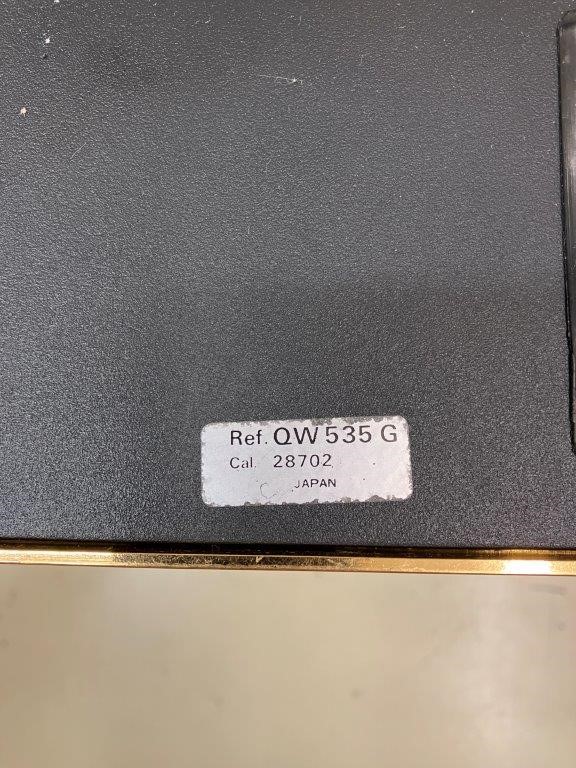 Ref. QW 535 G
Cal. 28702
JAPAN